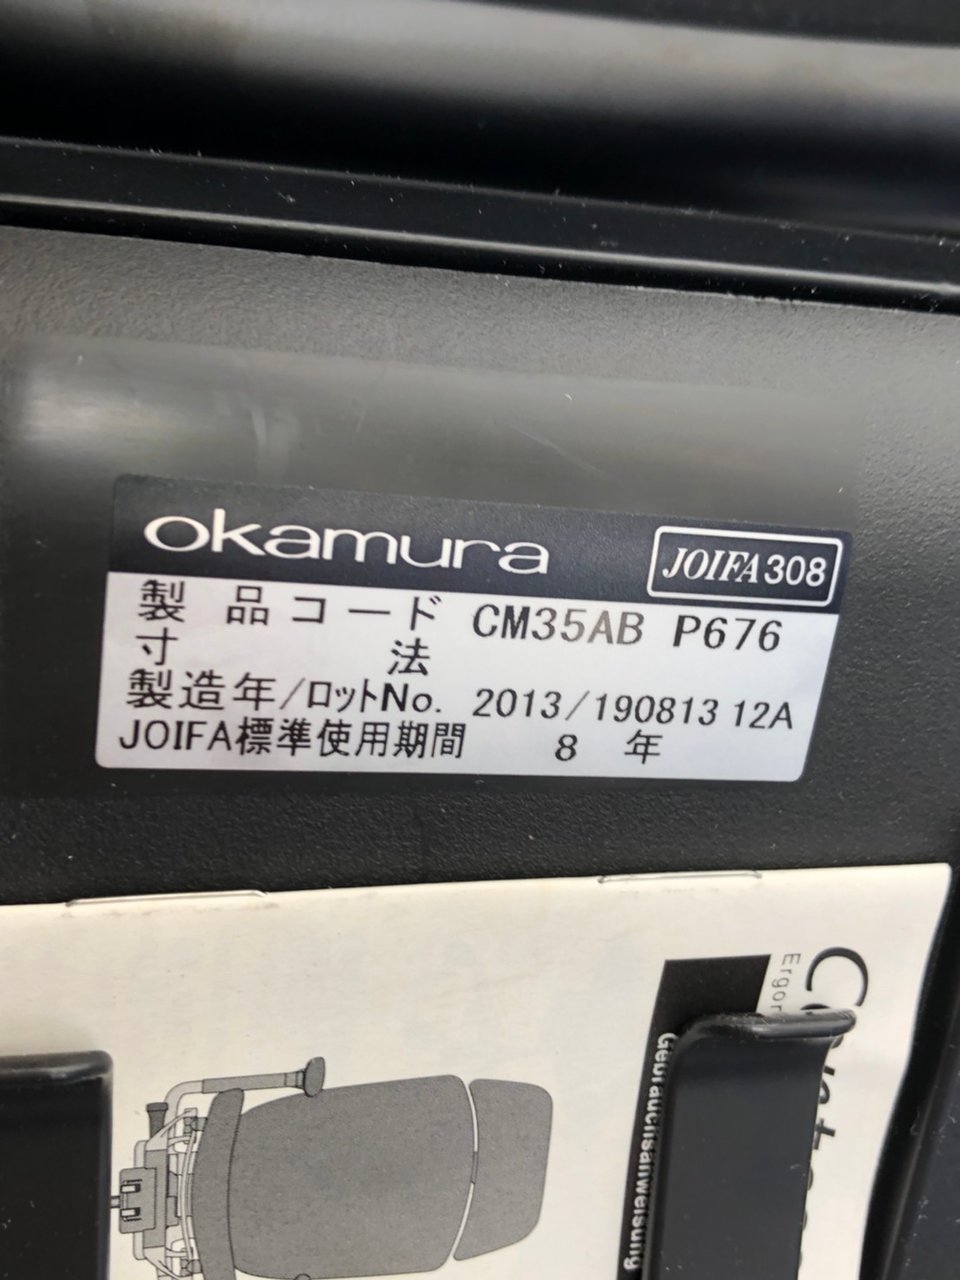 okamura JOIFA308
製品コード CM35AB P676
寸法
製造年/ロットNo. 2013/190813 12A
JOIFA標準使用期間 8 年
Gebrauchsanweisung